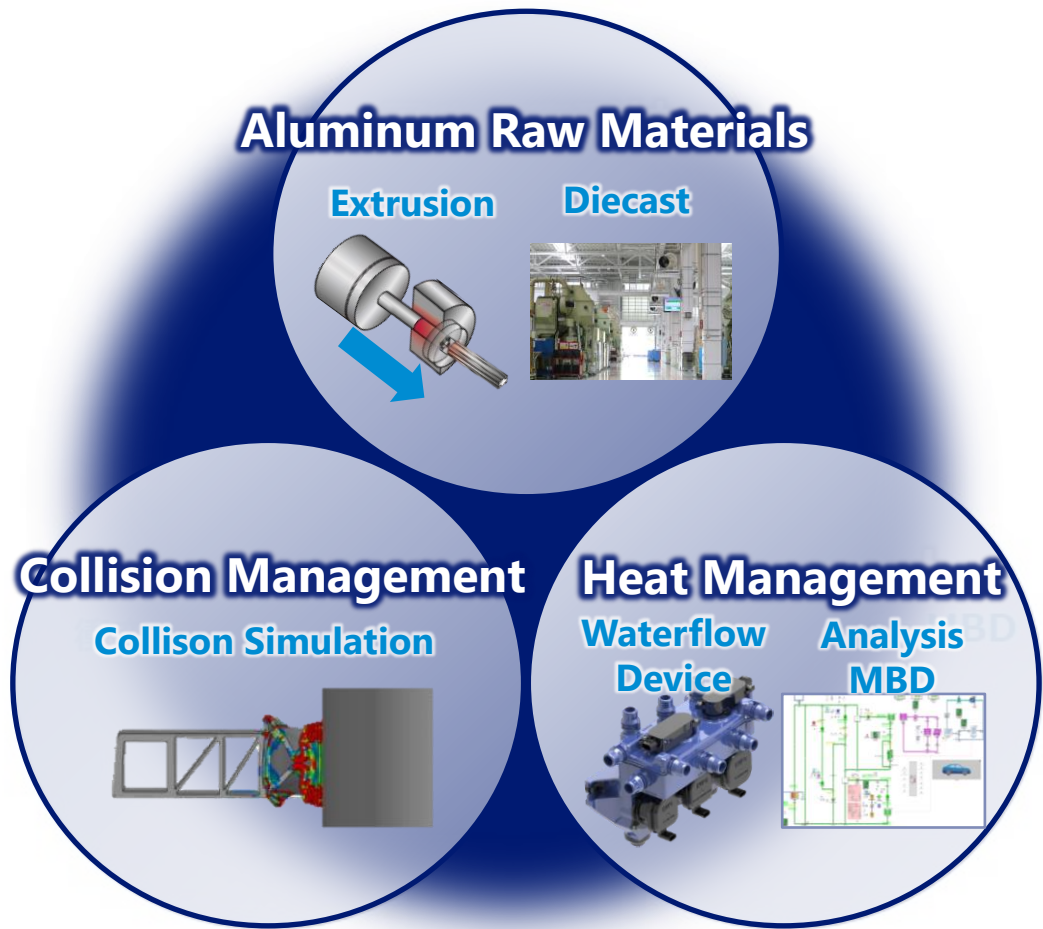 Aluminum Raw Materials
Extrusion
Diecast
Collision Management
Collison Simulation
Heat Management
Waterflow
Device
Analysis
MBD